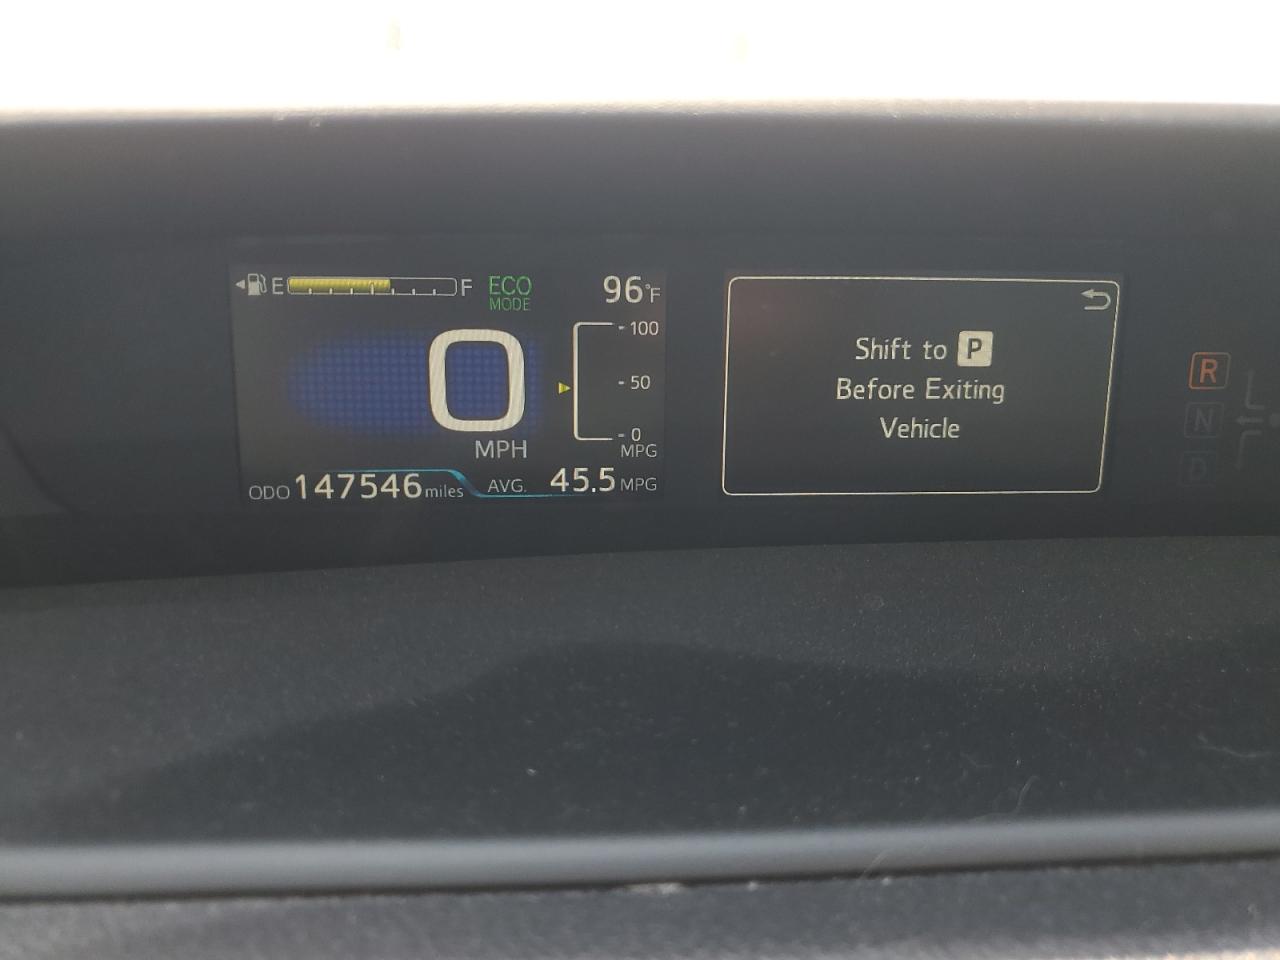 E F ECO MODE 96°F
100
50
0
MPG
0
MPH
ODO 147546 miles AVG. 45.5 MPG
Shift to P
Before Exiting
Vehicle
R
N
D